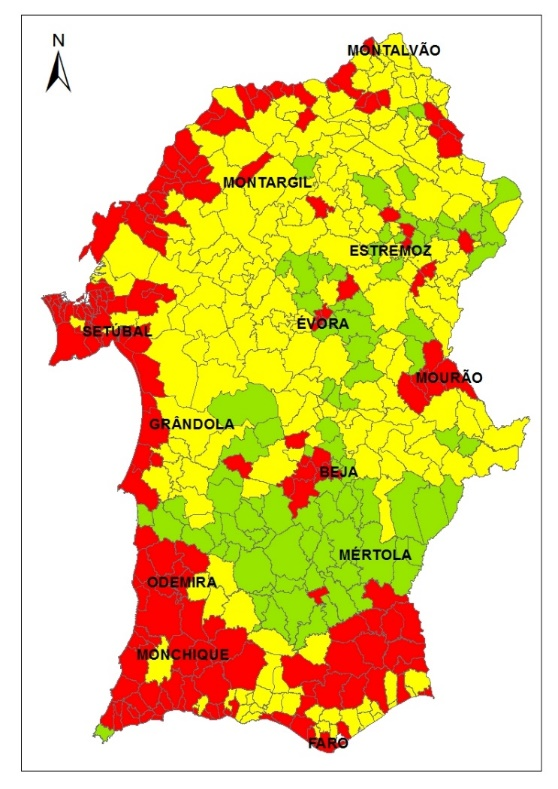 N
MONTALVÃO
MONTARGIL
ESTREMOZ
ÉVORA
SETÚBAL
MOURÃO
GRÂNDOLA
BEJA
MÉRTOLA
ODEMIRA
MONCHIQUE
FARO